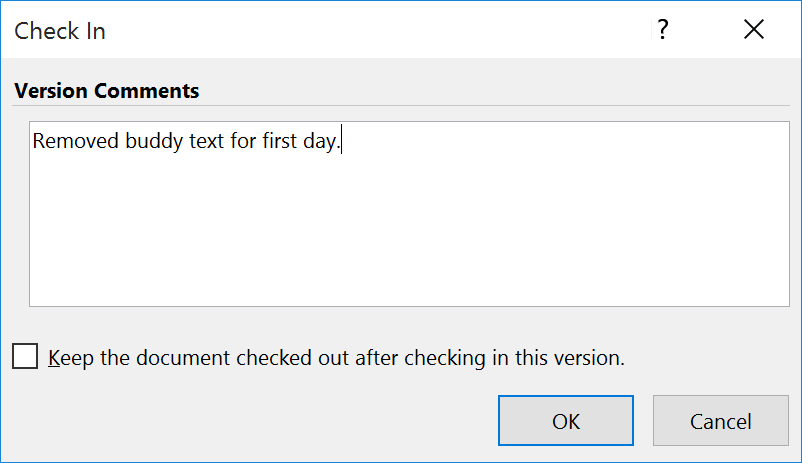 Check In
?
Version Comments
Removed buddy text for first day.
Keep the document checked out after checking in this version.
OK
Cancel